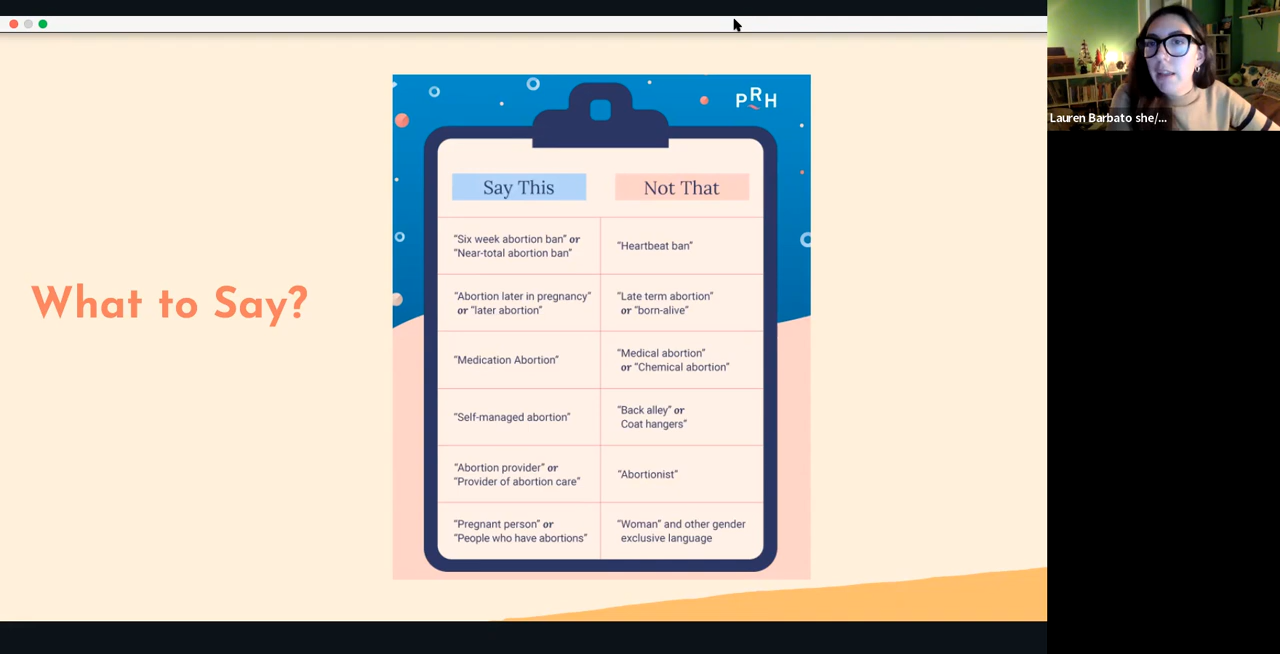 What to Say?
PRH
Say This
Not That
“Six week abortion ban” or
“Near-total abortion ban”
“Heartbeat ban”
“Abortion later in pregnancy”
or “later abortion”
“Late term abortion”
or “born-alive”
“Medication Abortion”
“Medical abortion”
or “Chemical abortion”
“Self-managed abortion”
“Back alley” or
Coat hangers”
“Abortion provider” or
“Provider of abortion care”
“Abortionist”
“Pregnant person” or
“People who have abortions”
“Woman” and other gender
exclusive language
Lauren Barbato she/...